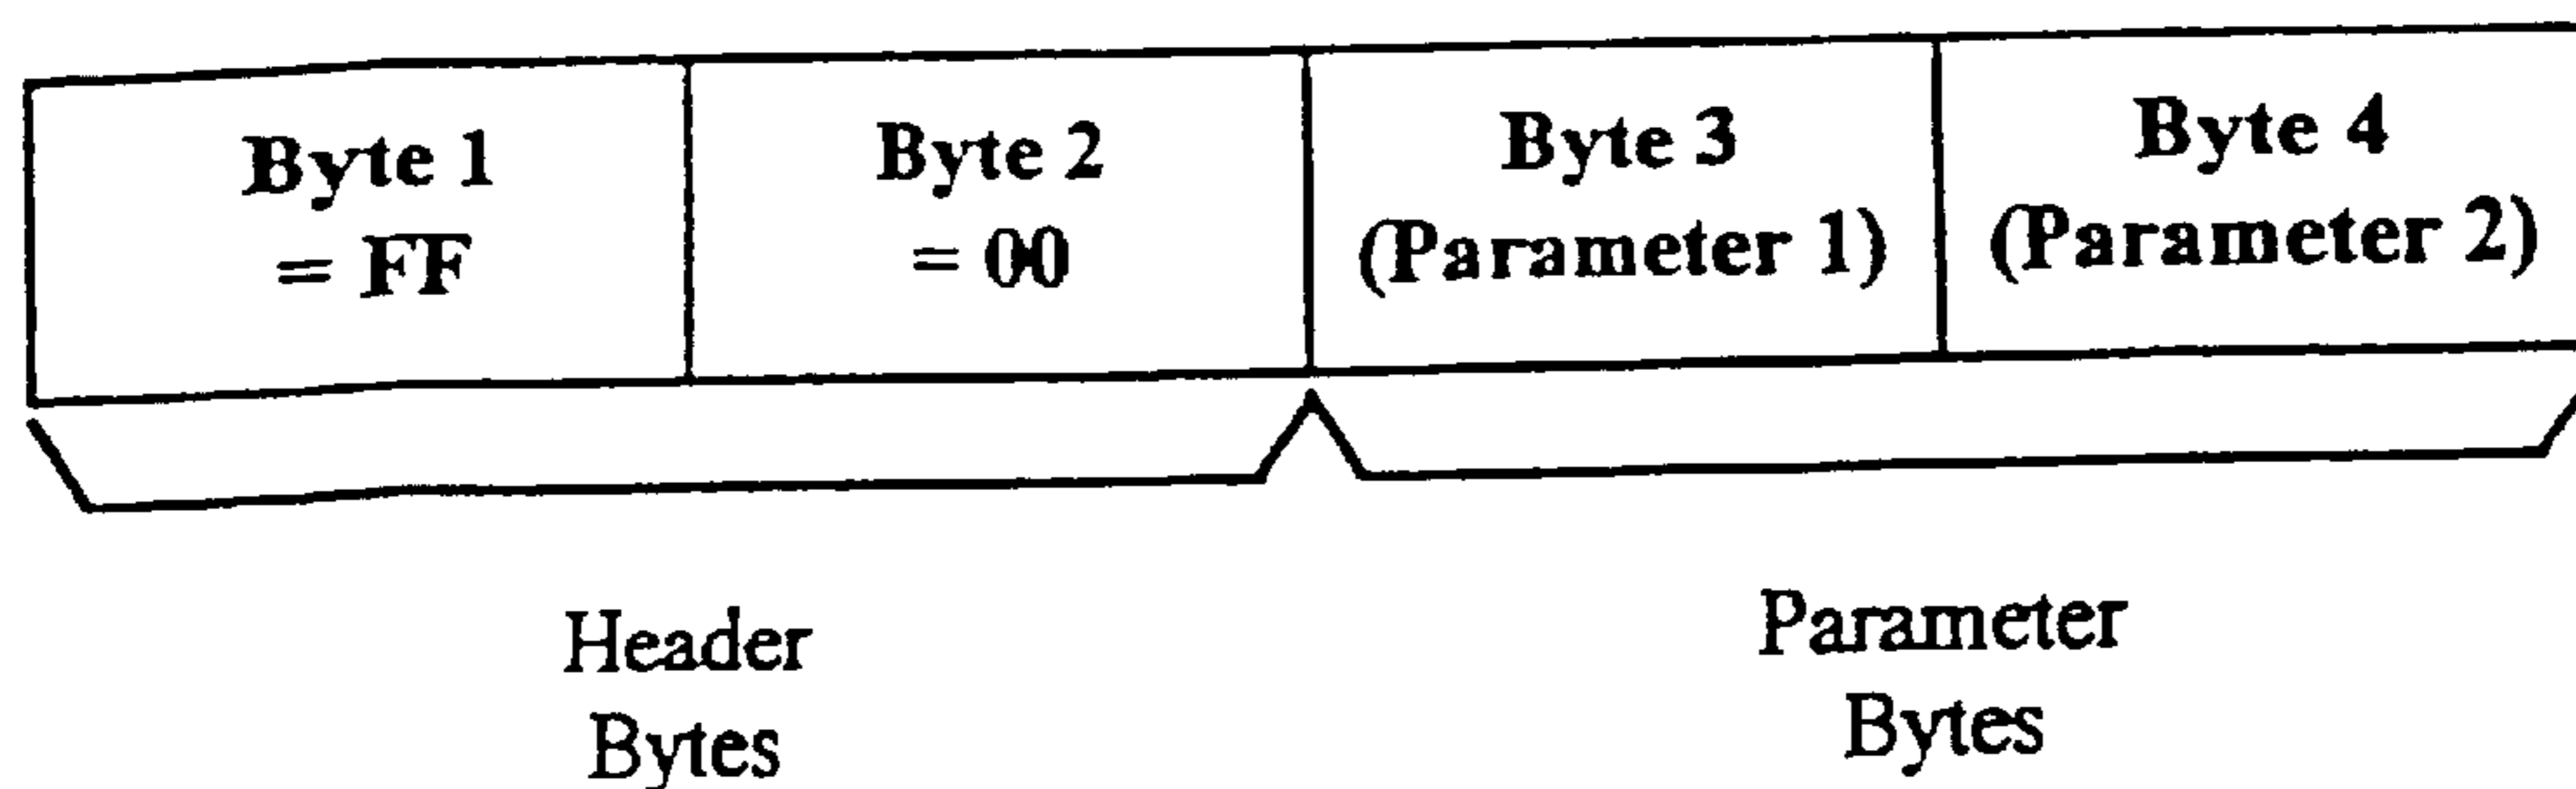 Byte 1
= FF
Byte 2
= 00
Byte 3
(Parameter 1)
Byte 4
(Parameter 2)
Header
Bytes
Parameter
Bytes